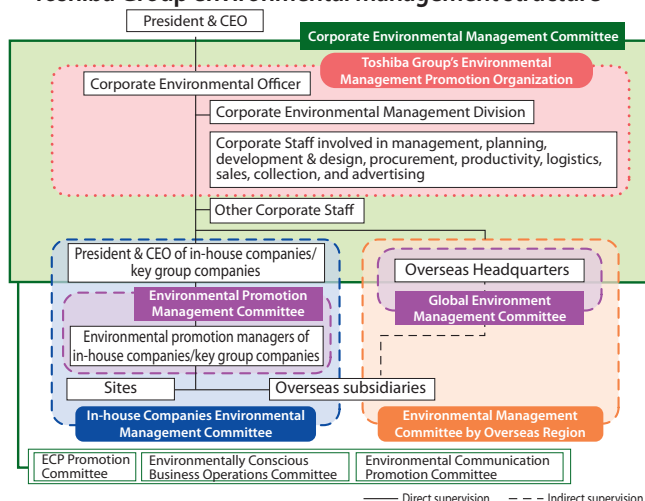 Toshiba Group environmental management structure
President & CEO
Corporate Environmental Management Committee
Toshiba Group's Environmental
Management Promotion Organization
Corporate Environmental Officer
Corporate Environmental Management Division
Corporate Staff involved in management, planning,
development & design, procurement, productivity, logistics,
sales, collection, and advertising
Other Corporate Staff
President & CEO of in-house companies/
key group companies
Overseas Headquarters
Environmental Promotion
Management Committee
Global Environment
Management Committee
Environmental promotion managers of
in-house companies/key group companies
Sites
Overseas subsidiaries
In-house Companies Environmental
Management Committee
Environmental Management
Committee by Overseas Region
ECP Promotion
Committee
Environmentally Conscious
Business Operations Committee
Environmental Communication
Promotion Committee
Direct supervision
Indirect supervision